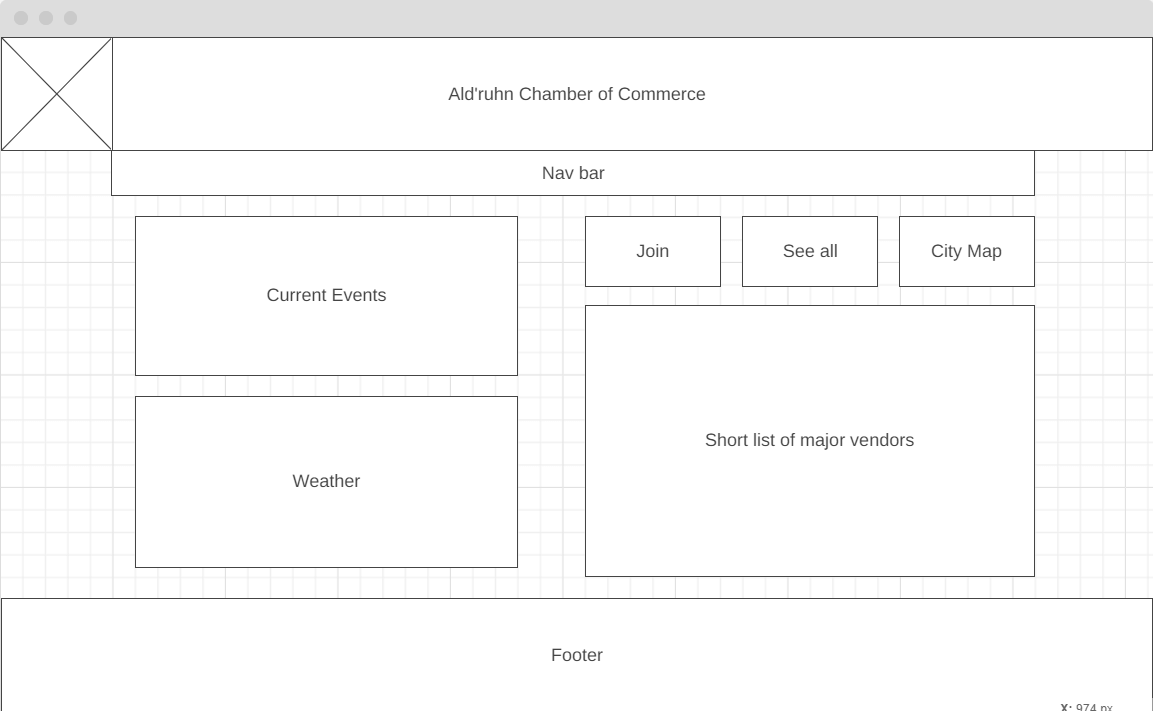 Ald'ruhn Chamber of Commerce
Nav bar
Current Events
Join
See all
City Map
Short list of major vendors
Weather
Footer
X: 974 px